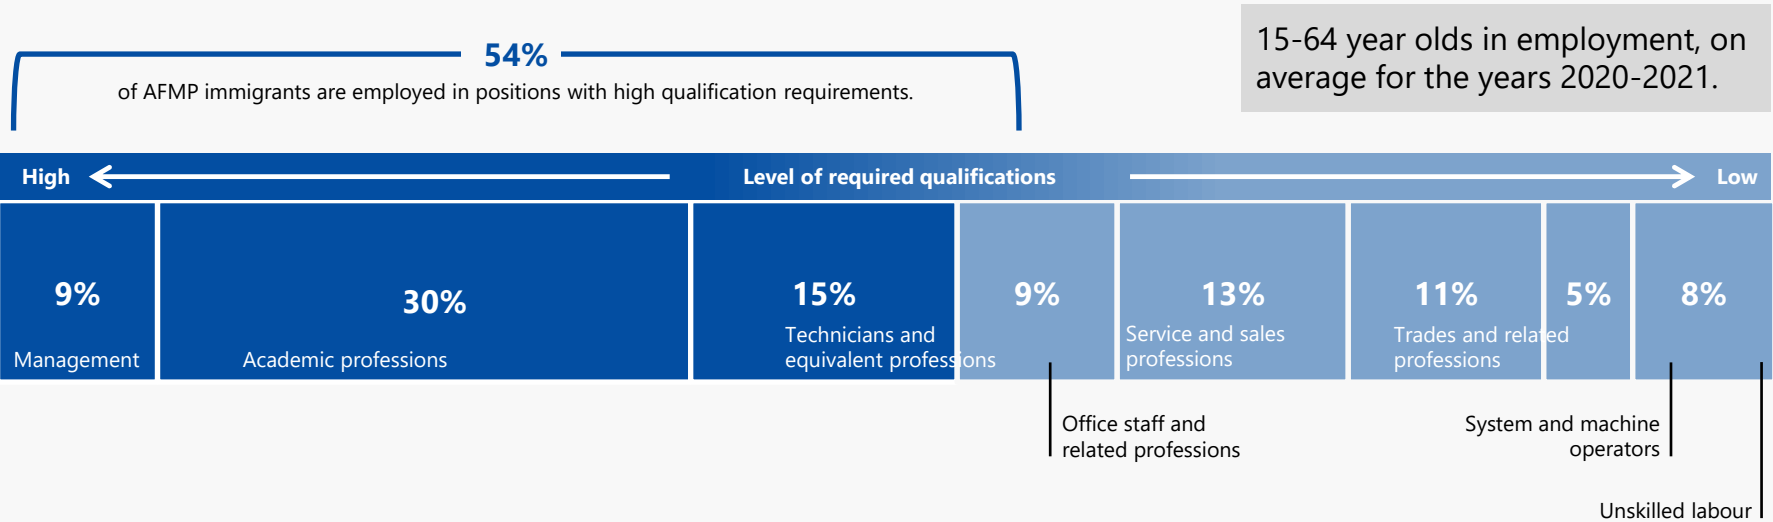 15-64 year olds in employment, on
average for the years 2020-2021.
54%
of AFMP immigrants are employed in positions with high qualification requirements.
High
Level of required qualifications
Low
9%
Management
30%
Academic professions
15%
Technicians and
equivalent professions
9%
Office staff and
related professions
13%
Service and sales
professions
11%
Trades and related
professions
5%
System and machine
operators
8%
Unskilled labour